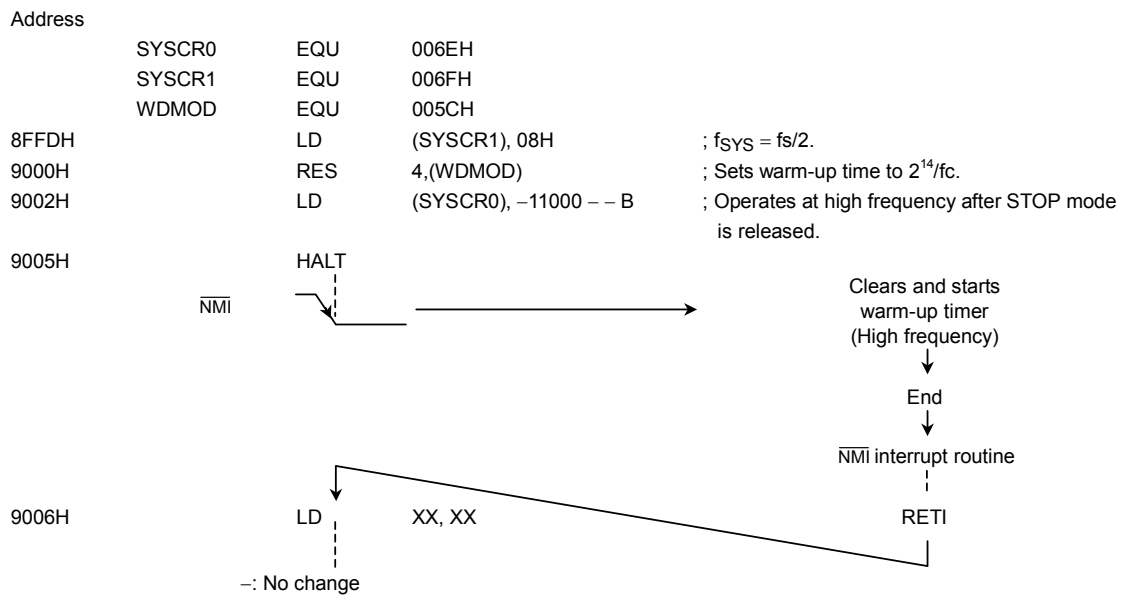 Address
SYSCR0 EQU 006EH
SYSCR1 EQU 006FH
WDMOD EQU 005CH
8FFDH LD (SYSCR1), 08H ; fSYS = fs/2.
9000H RES 4,(WDMOD) ; Sets warm-up time to 2^14/fc.
9002H LD (SYSCR0), −11000 − − B ; Operates at high frequency after STOP mode
is released.
9005H HALT
NMI
Clears and starts
warm-up timer
(High frequency)
End
NMI interrupt routine
9006H LD XX, XX RETI
−: No change